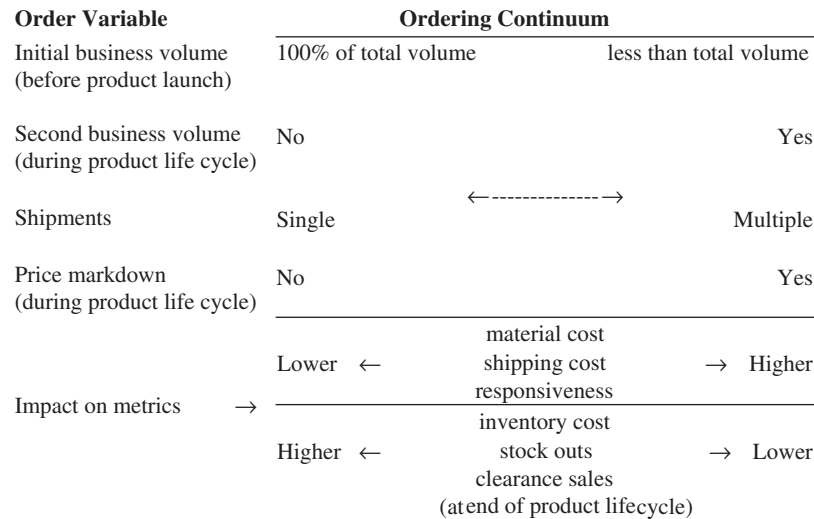 Order Variable Ordering Continuum
Initial business volume 100% of total volume less than total volume
(before product launch)
Second business volume No Yes
(during product life cycle)
←--------------→
Shipments Single Multiple
Price markdown No Yes
(during product life cycle)
material cost
Lower ← shipping cost → Higher
responsiveness
Impact on metrics →
inventory cost
Higher ← stock outs → Lower
clearance sales
(at end of product lifecycle)